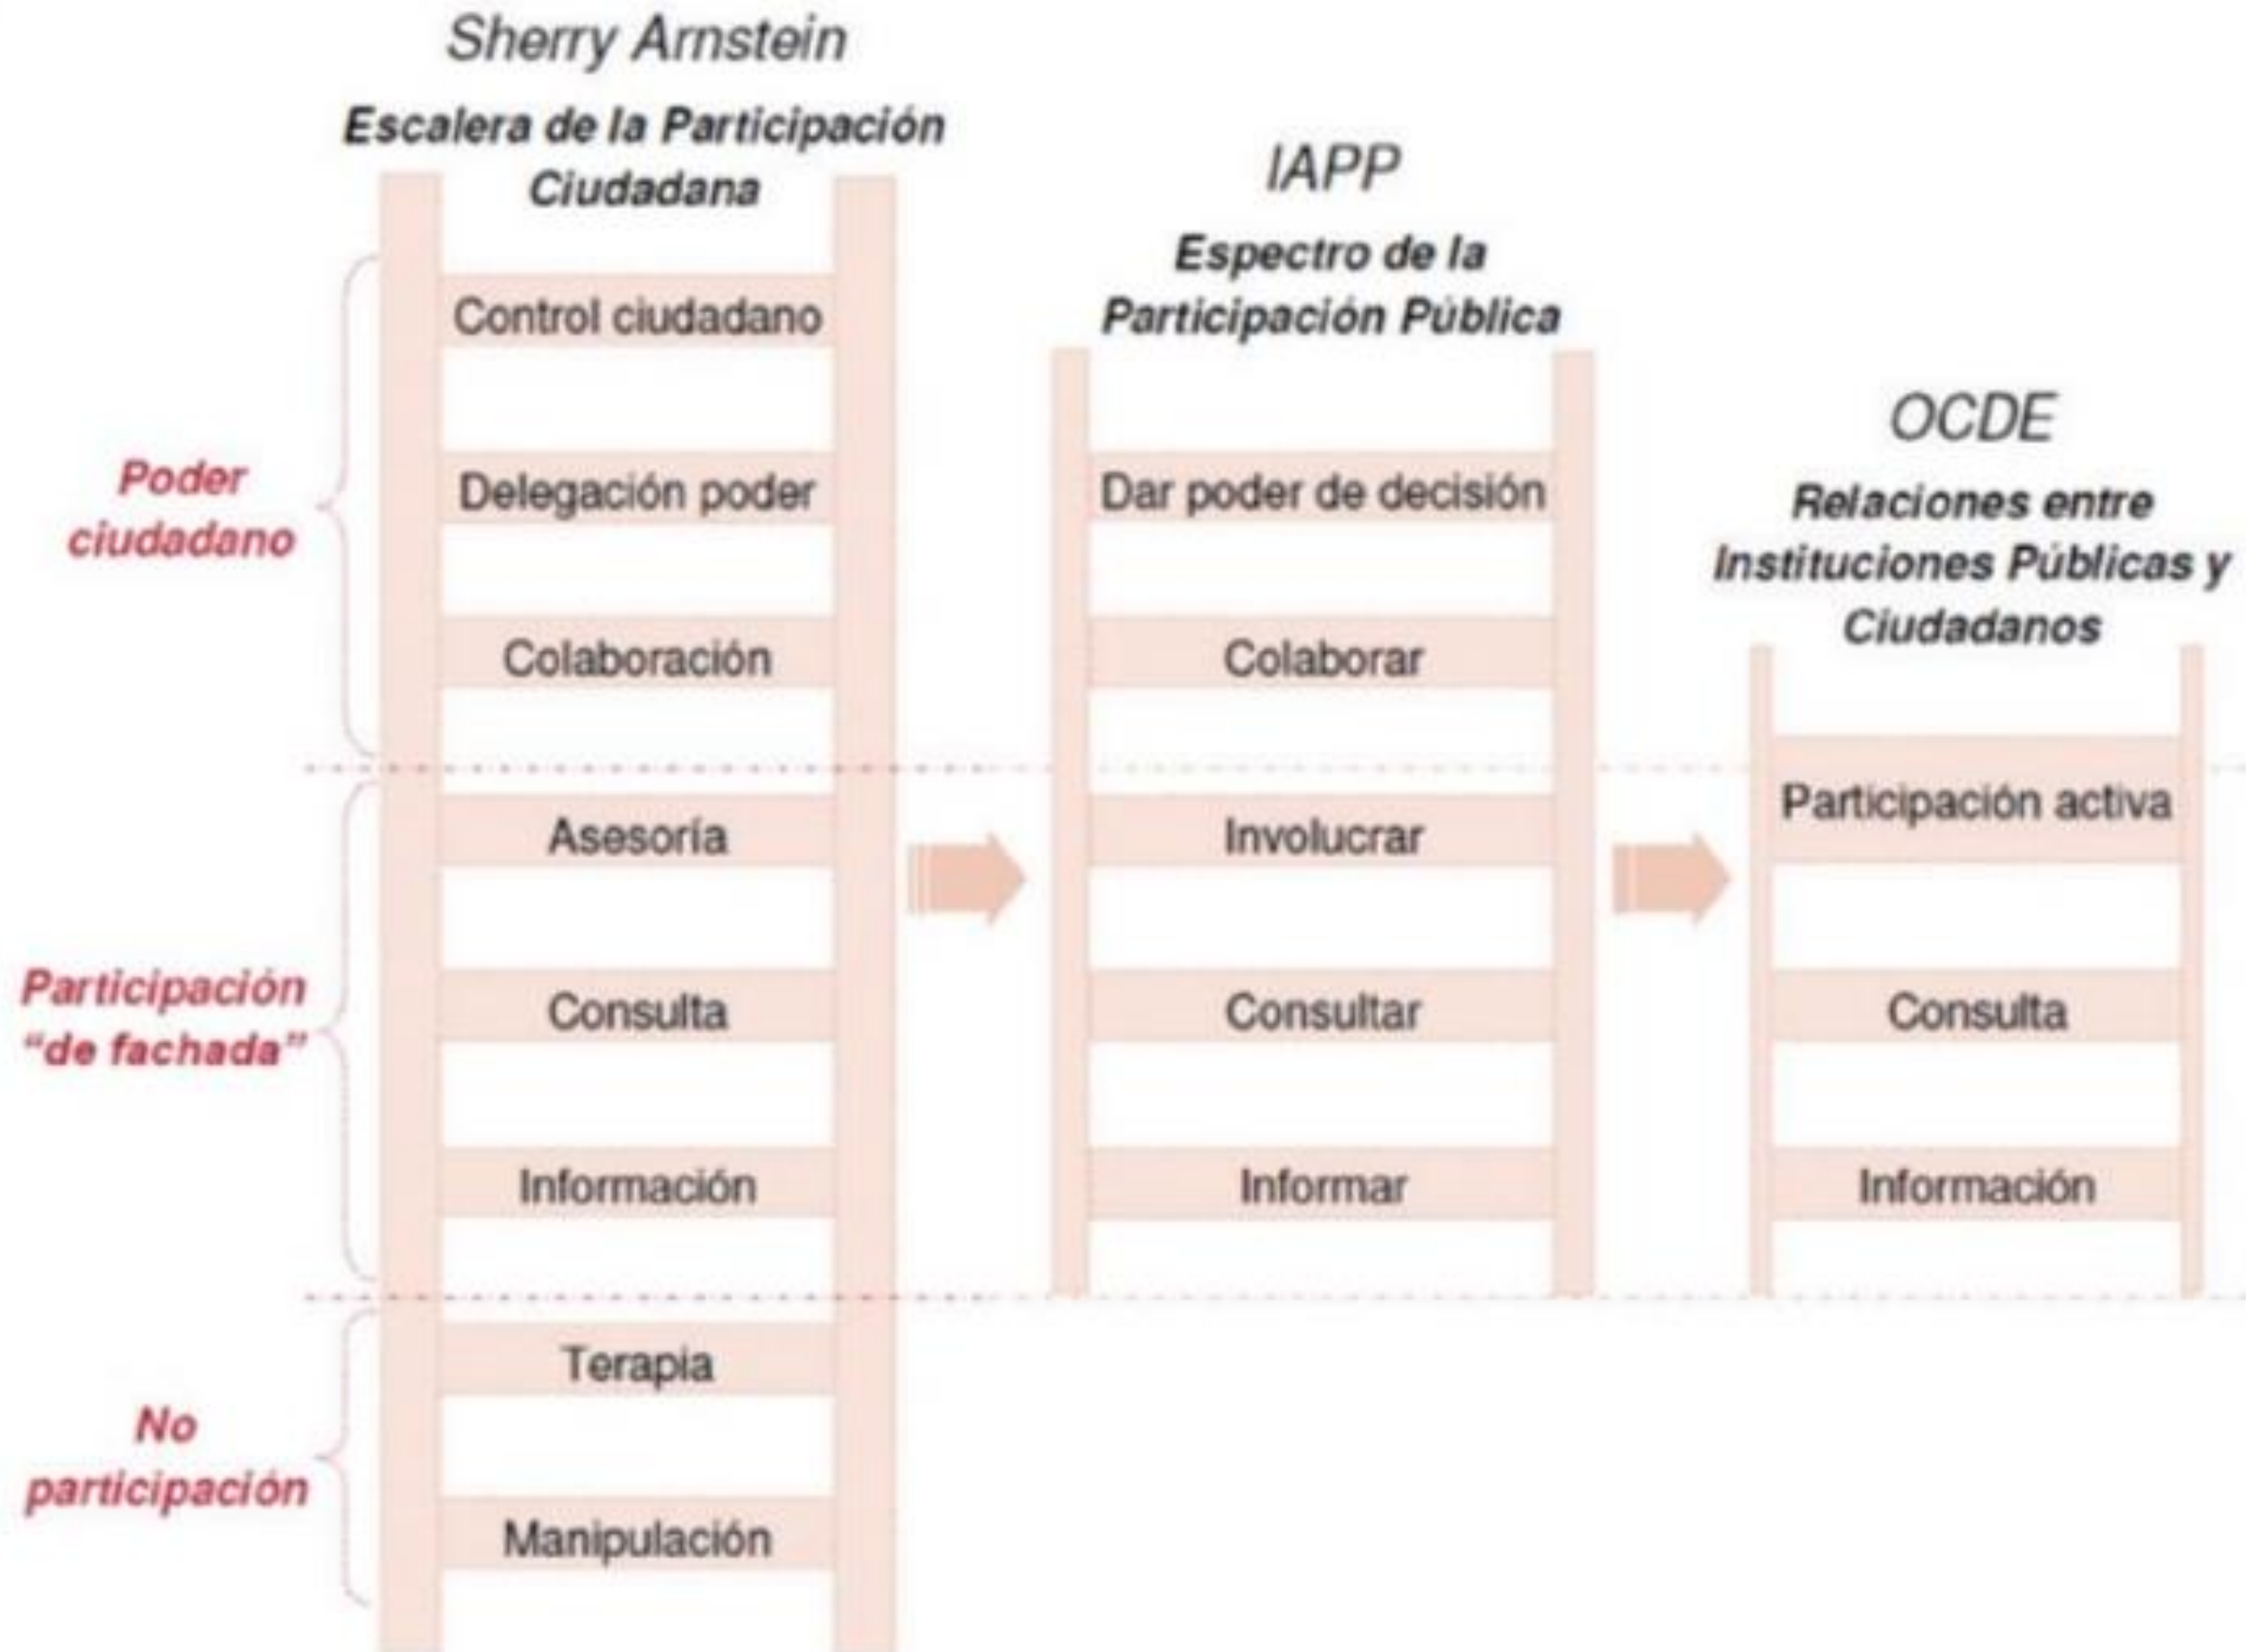 Sherry Arnstein
Escalera de la Participación
Ciudadana
Poder
ciudadano
Control ciudadano
Delegación poder
Colaboración
Participación
“de fachada”
Asesoría
Consulta
Información
No
participación
Terapia
Manipulación
IAPP
Espectro de la
Participación Pública
Dar poder de decisión
Colaborar
Involucrar
Consultar
Informar
OCDE
Relaciones entre
Instituciones Públicas y
Ciudadanos
Participación activa
Consulta
Información